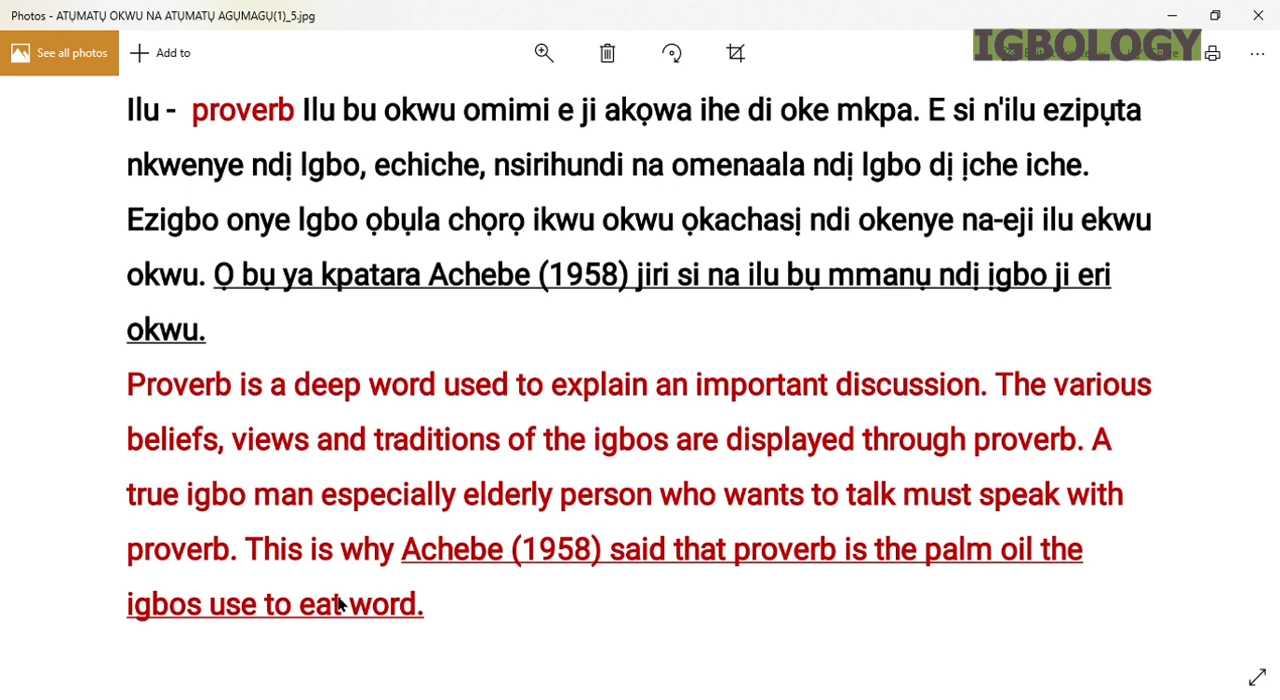 Photos - ATỤMATỤ OKWU NA ATỤMATỤ AGỤMAGỤ(1)_5.jpg
See all photos
Add to
IGBOLOGY
Ilu - proverb Ilu bu okwu omimi e ji akọwa ihe di oke mkpa. E si n'ilu ezipụta
nkwenye ndị Igbo, echiche, nsirihundi na omenaala ndị Igbo dị ịche iche.
Ezigbo onye Igbo ọbụla chọrọ ikwu okwu ọkachasị ndi okenye na-eji ilu ekwu
okwu. Ọ bụ ya kpatara Achebe (1958) jiri si na ilu bụ mmanụ ndị ịgbo ji eri
okwu.
Proverb is a deep word used to explain an important discussion. The various
beliefs, views and traditions of the igbos are displayed through proverb. A
true igbo man especially elderly person who wants to talk must speak with
proverb. This is why Achebe (1958) said that proverb is the palm oil the
igbos use to eat word.